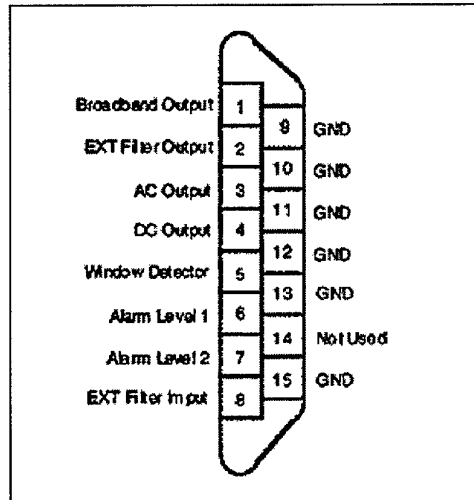 Broadband Output 1
9 GND
EXT Filter Output 2
10 GND
AC Output 3
11 GND
DC Output 4
12 GND
Window Detector 5
13 GND
Alarm Level 1 6
14 Not Used
Alarm Level 2 7
15 GND
EXT Filter Input 8